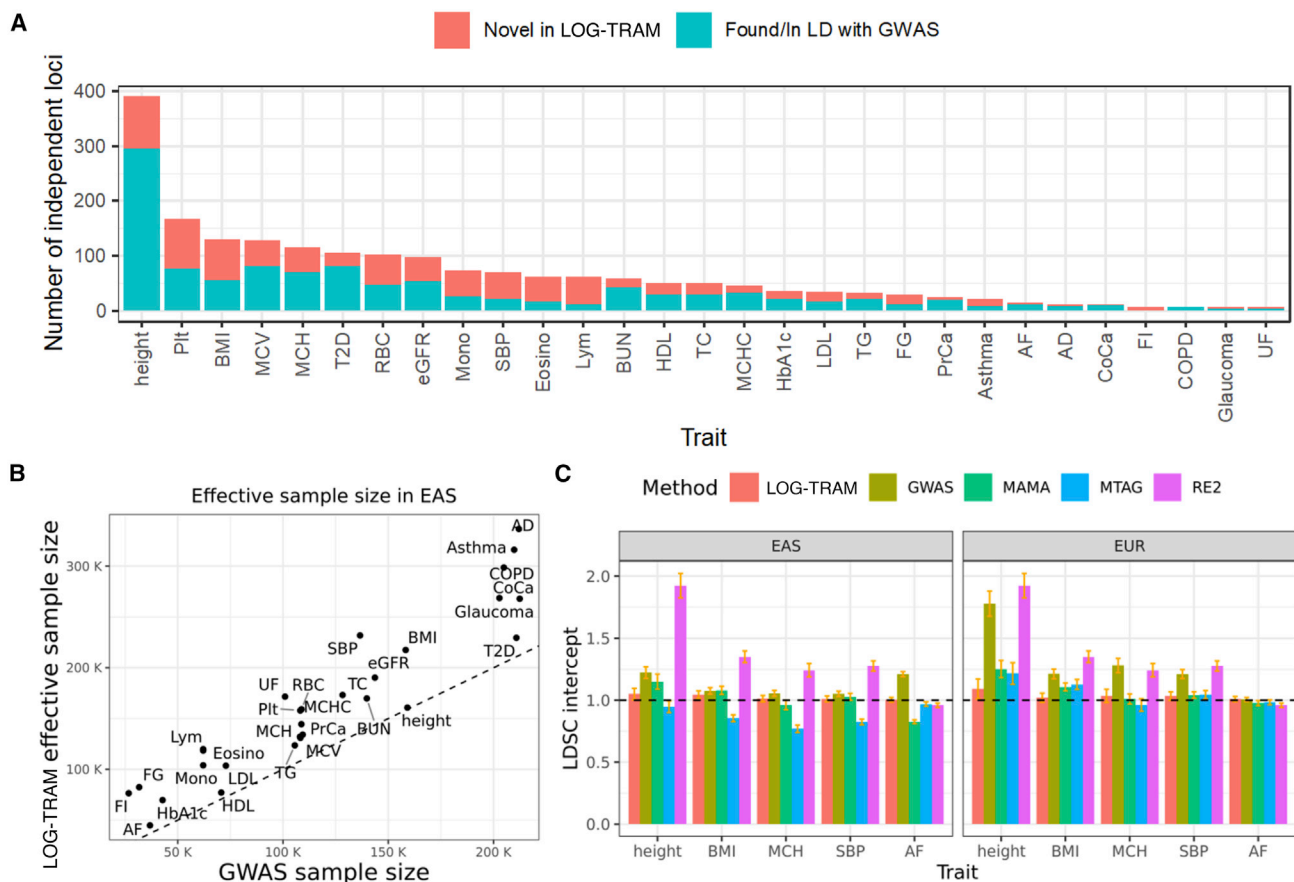 A
Novel in LOG-TRAM
Found/In LD with GWAS
Number of independent loci
400
300
200
100
0
height
Plt
BMI
MCV
MCH
T2D
RBC
eGFR
Mono
SBP
Eosino
Lym
BUN
HDL
TC
MCHC
HbA1c
LDL
TG
FG
PrCa
Asthma
AF
AD
CoCa
FI
COPD
Glaucoma
UF
Trait
B
Effective sample size in EAS
LOG-TRAM effective sample size
300 K
200 K
100 K
AD
Asthma
COPD
CoCa
Glaucoma
T2D
SBP
BMI
eGFR
UF
RBC
TC
Plt
MCHC
height
MCH
PrCa
BUN
MCV
Lym
Eosino
TG
Mono
LDL
FG
FI
HbA1c
HDL
AF
50 K
100 K
150 K
200 K
GWAS sample size
C
Method
LOG-TRAM
GWAS
MAMA
MTAG
RE2
EAS
EUR
LDSC intercept
2.0
1.5
1.0
0.5
0.0
height
BMI
MCH
SBP
AF
height
BMI
MCH
SBP
AF
Trait